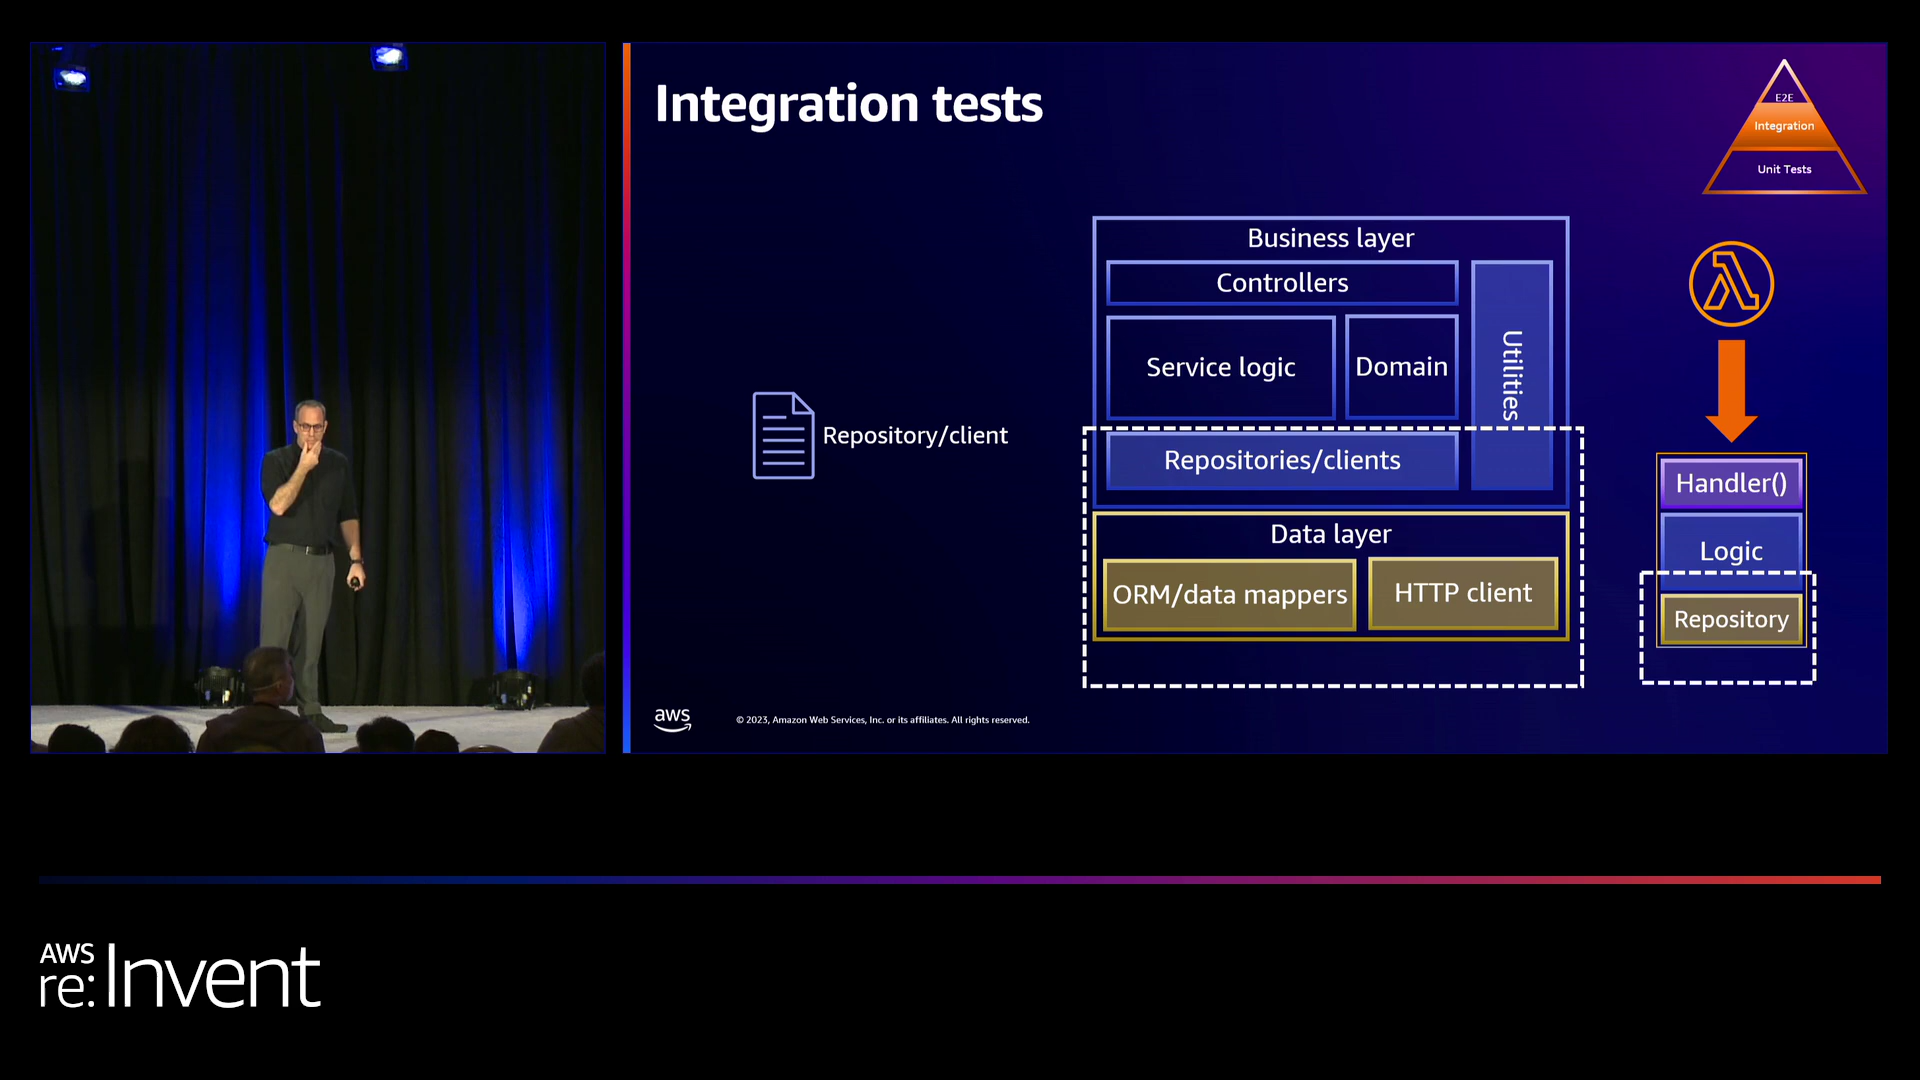 Integration tests
E2E
Integration
Unit Tests
Repository/client
Business layer
Controllers
Service logic
Domain
Utilities
Repositories/clients
Data layer
ORM/data mappers
HTTP client
Handler()
Logic
Repository
aws
© 2023, Amazon Web Services, Inc. or its affiliates. All rights reserved.
AWS
re:Invent